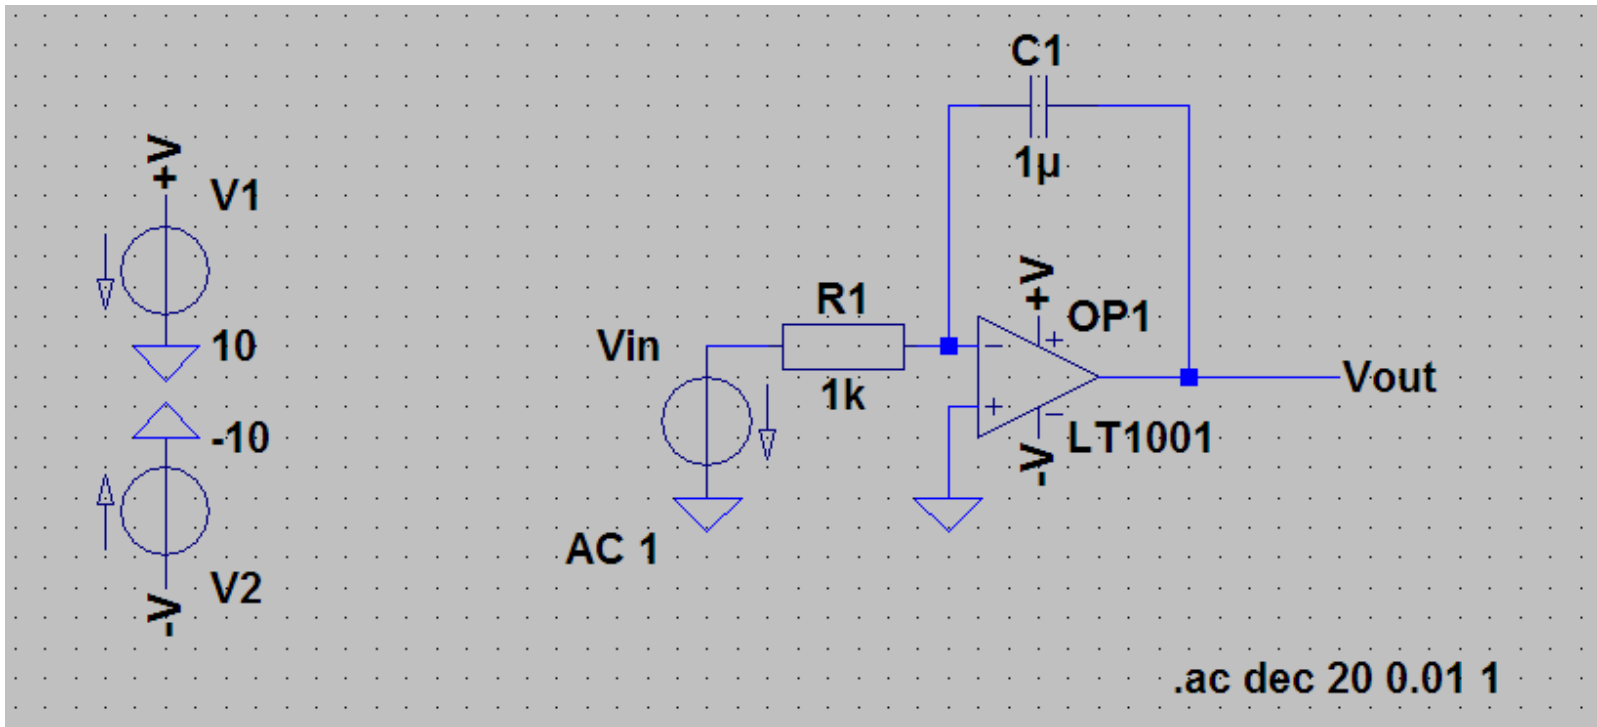 +V
V1
10
-10
V2
-V
Vin
AC 1
R1
1k
C1
1µ
+V
OP1
LT1001
-V
Vout
.ac dec 20 0.01 1